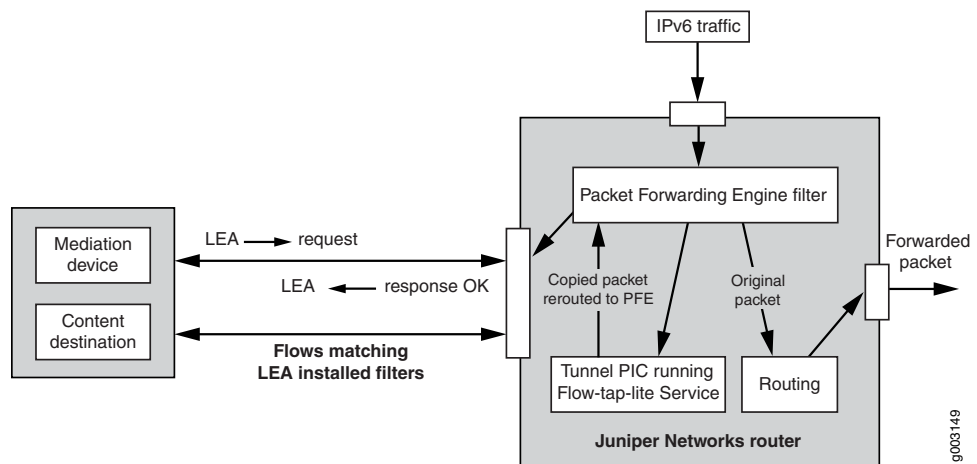 IPv6 traffic
Packet Forwarding Engine filter
LEA → request
Mediation
device
LEA ← response OK
Copied packet
rerouted to PFE
Original
packet
Forwarded
packet
Content
destination
Flows matching
LEA installed filters
Tunnel PIC running
Flow-tap-lite Service
Routing
Juniper Networks router
g003149